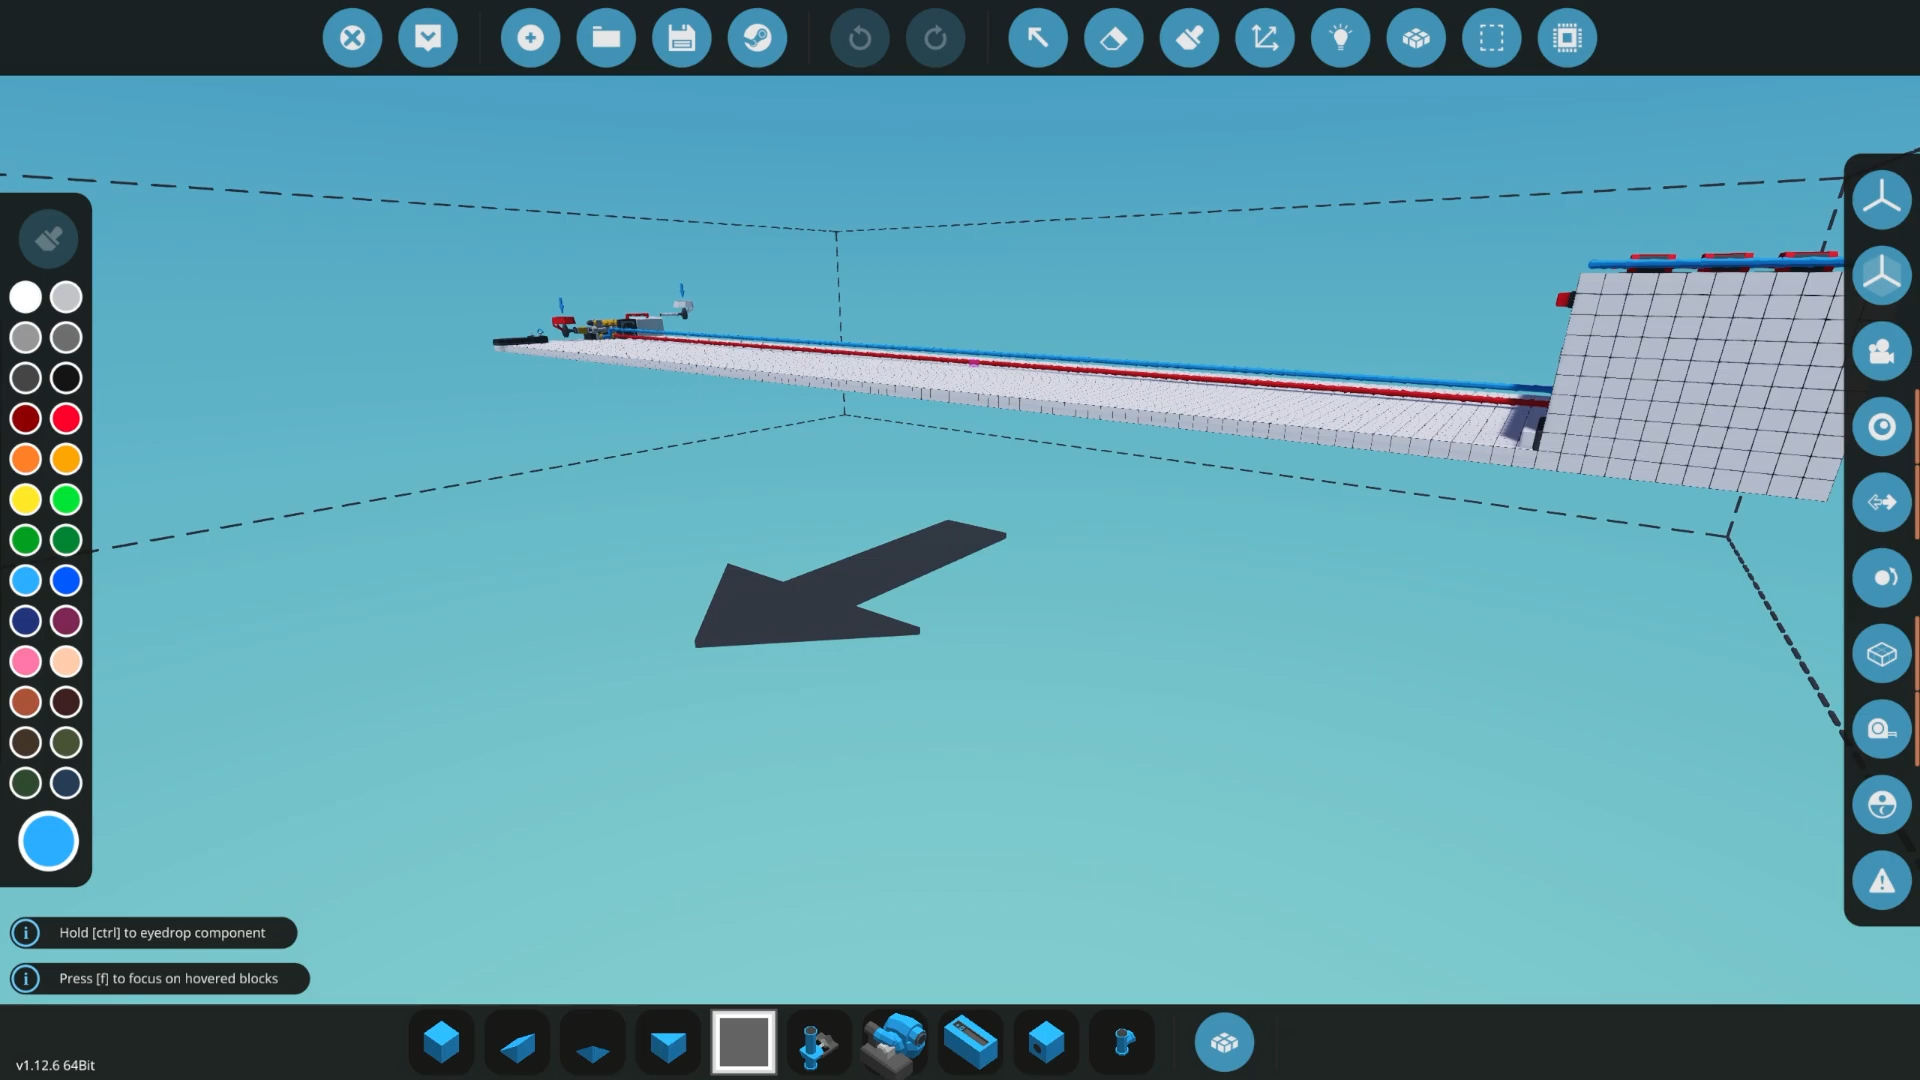 Hold [ctrl] to eyedrop component
Press [f] to focus on hovered blocks
v1.12.6 64Bit